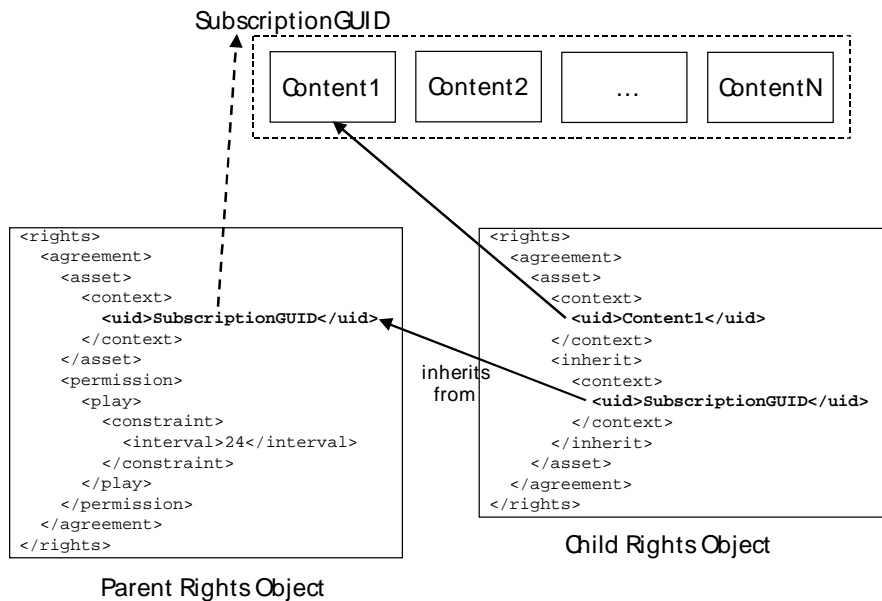 SubscriptionGUID
Content1
Content2
...
ContentN
<rights>
<agreement>
<asset>
<context>
<uid>SubscriptionGUID</uid>
</context>
</asset>
<permission>
<play>
<constraint>
<interval>24</interval>
</constraint>
</play>
</permission>
</agreement>
</rights>
Parent Rights Object
inherits
from
<rights>
<agreement>
<asset>
<context>
<uid>Content1</uid>
</context>
<inherit>
<context>
<uid>SubscriptionGUID</uid>
</context>
</inherit>
</asset>
</agreement>
</rights>
Child Rights Object